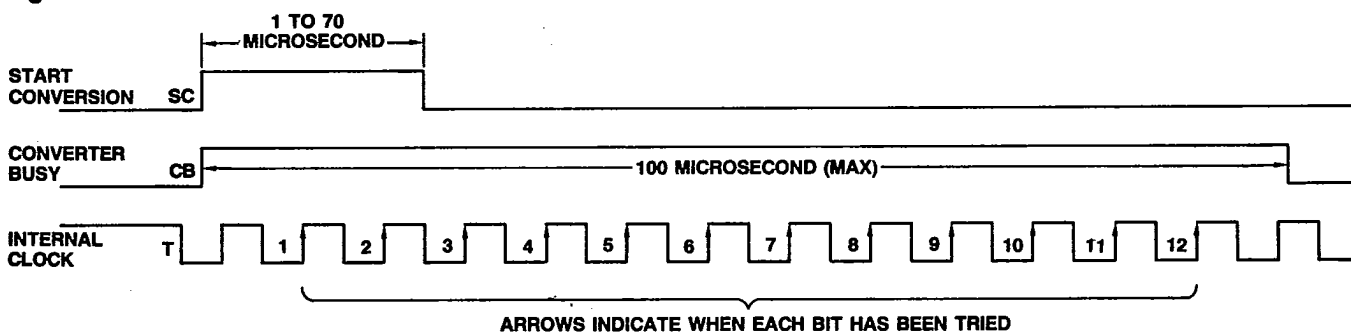 1 TO 70
MICROSECOND
START
CONVERSION SC
CONVERTER
BUSY CB
100 MICROSECOND (MAX)
INTERNAL
CLOCK T
1 2 3 4 5 6 7 8 9 10 11 12
ARROWS INDICATE WHEN EACH BIT HAS BEEN TRIED